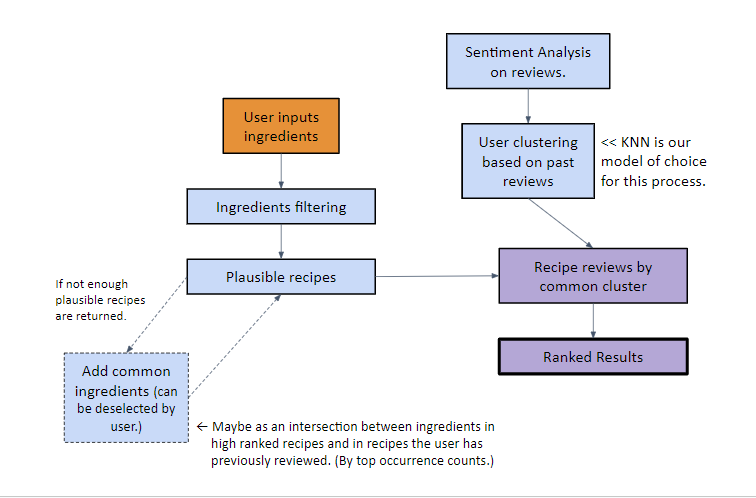 Sentiment Analysis
on reviews.
User inputs
ingredients
User clustering
based on past
reviews
<< KNN is our
model of choice
for this process.
Ingredients filtering
Plausible recipes
Recipe reviews by
common cluster
If not enough
plausible recipes
are returned.
Ranked Results
Add common
ingredients (can
be deselected by
user.)
← Maybe as an intersection between ingredients in
high ranked recipes and in recipes the user has
previously reviewed. (By top occurrence counts.)